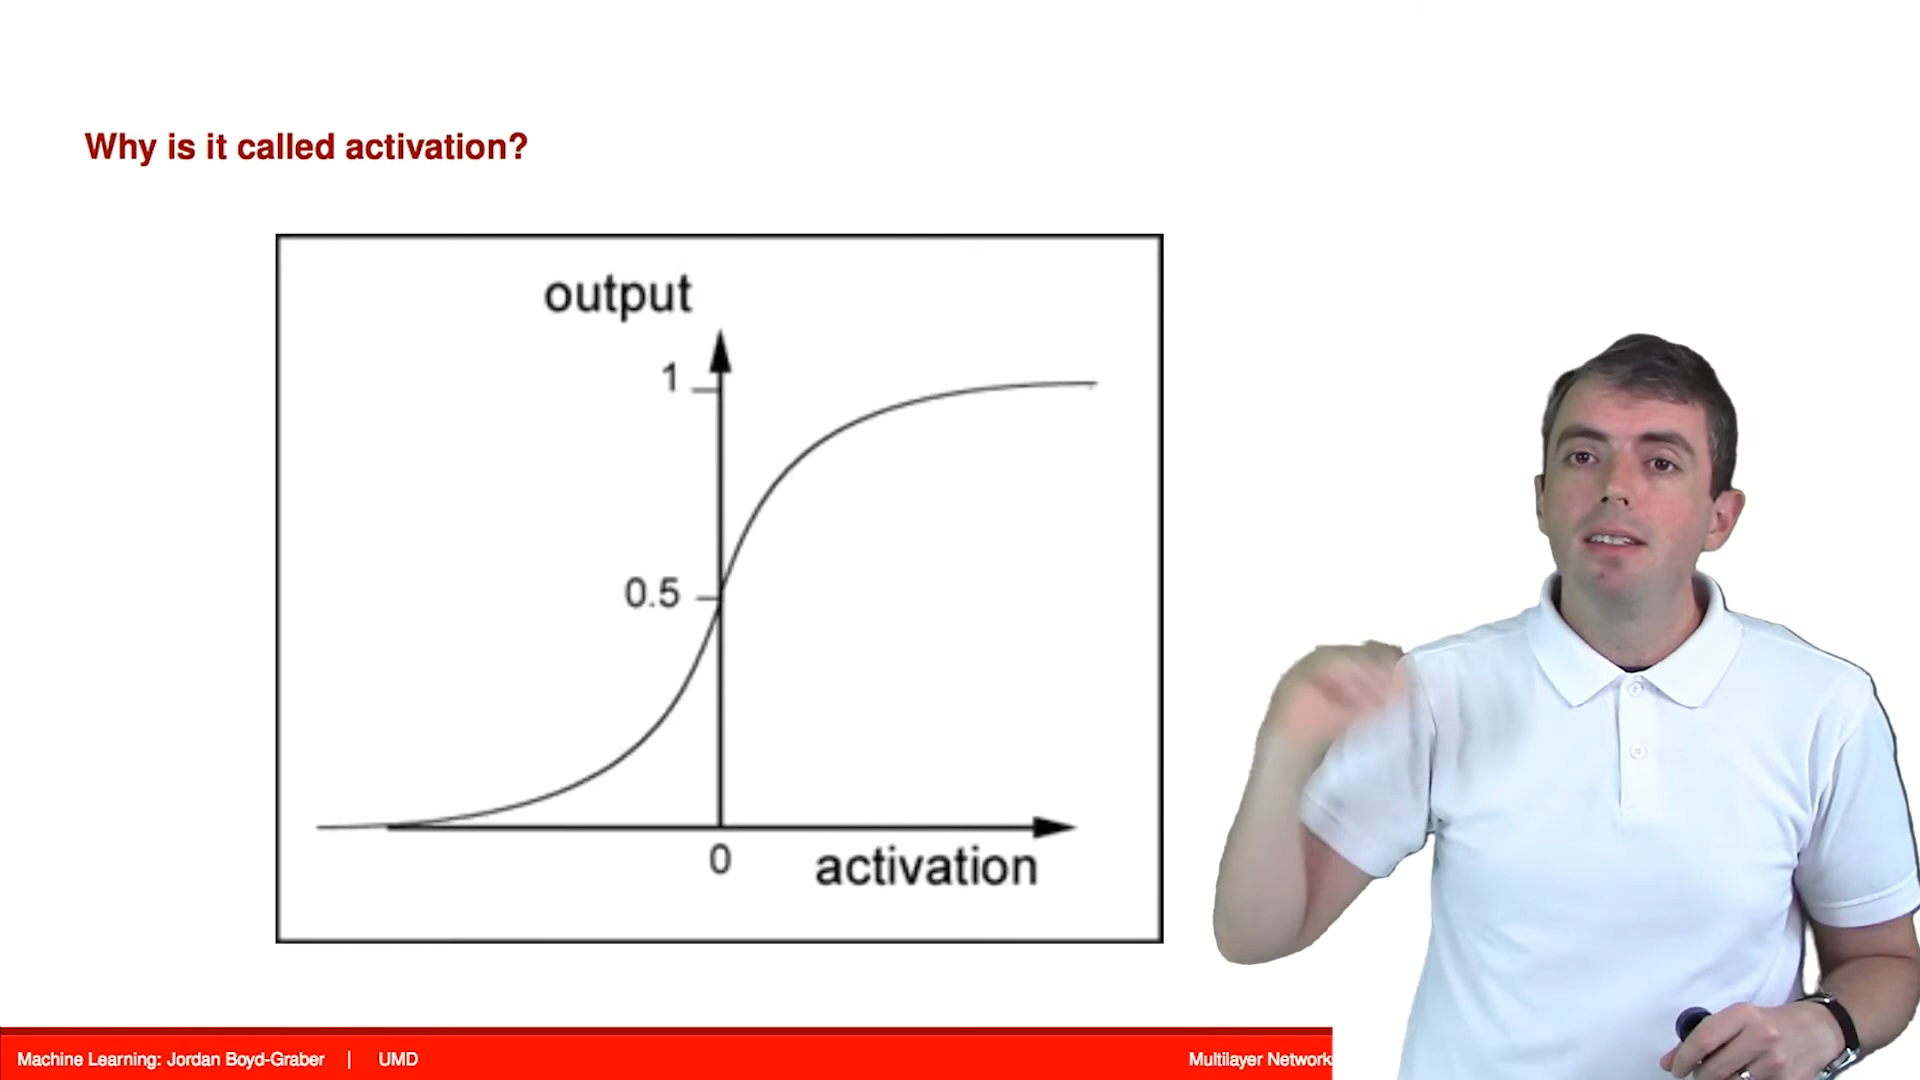 Why is it called activation?
output
1
0.5
0
activation
Machine Learning: Jordan Boyd-Graber | UMD
Multilayer Network